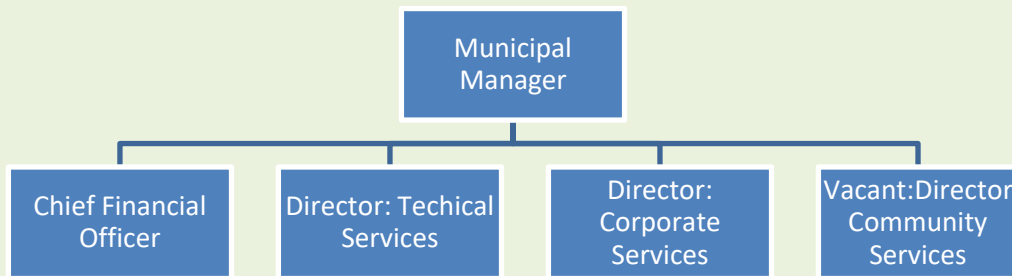 Municipal
Manager
Chief Financial
Officer
Director: Techical
Services
Director:
Corporate
Services
Vacant:Director
Community
Services